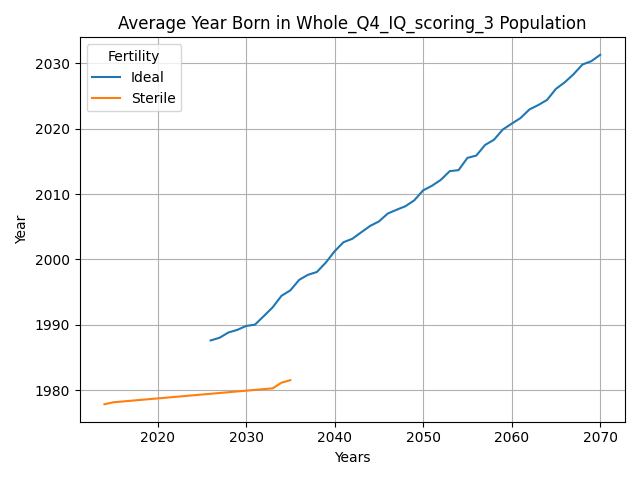 Average Year Born in Whole_Q4_IQ_scoring_3 Population
Fertility
Ideal
Sterile
Year
2030
2020
2010
2000
1990
1980
2020
2030
2040
2050
2060
2070
Years